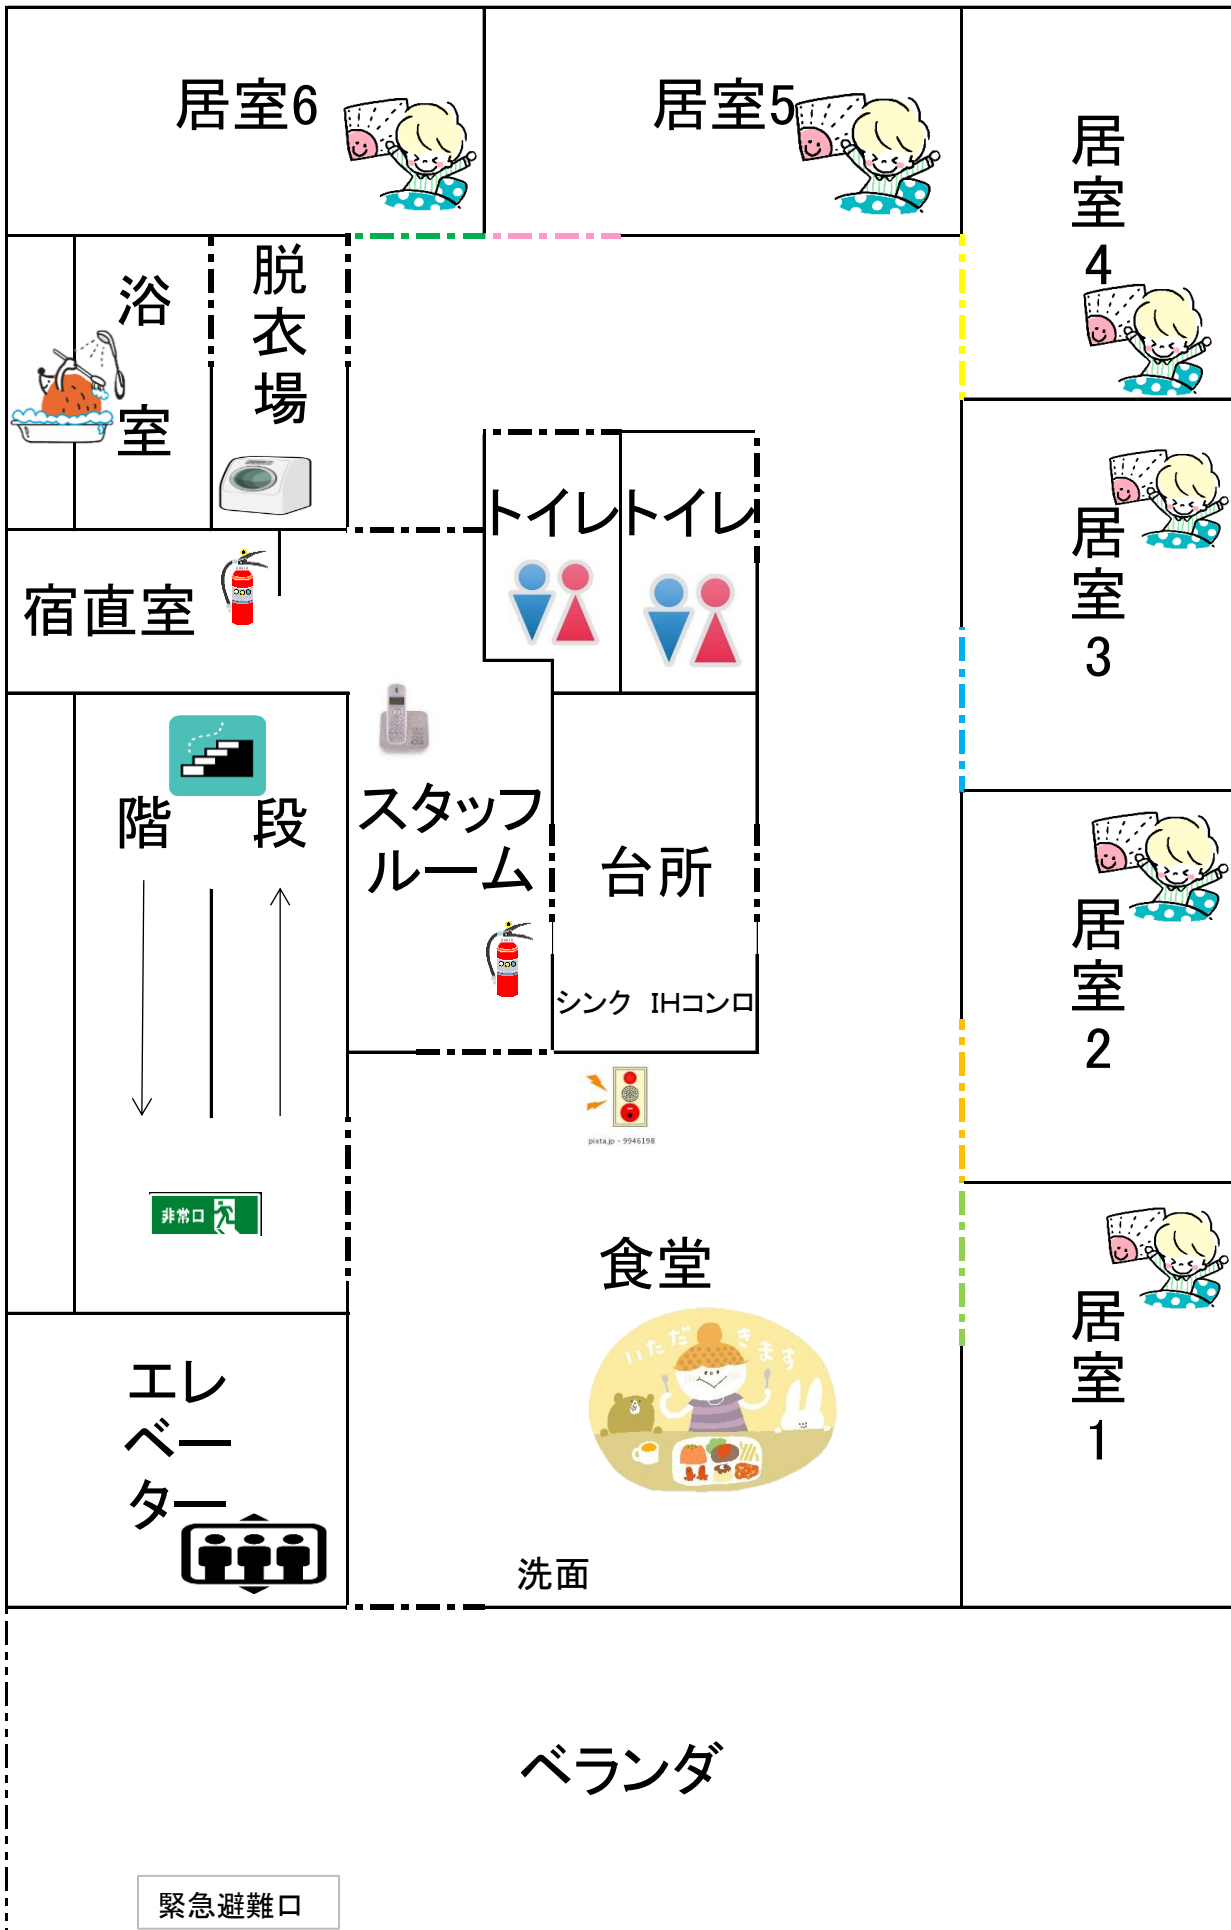 居室6
居室5
居室4
浴室
脱衣場
トイレ
トイレ
居室3
宿直室
階段
スタッフ
ルーム
台所
居室2
シンク IHコンロ
pixta.jp - 9946198
非常口
食堂
いただきます
居室1
エレ
ベー
ター
洗面
ベランダ
緊急避難口